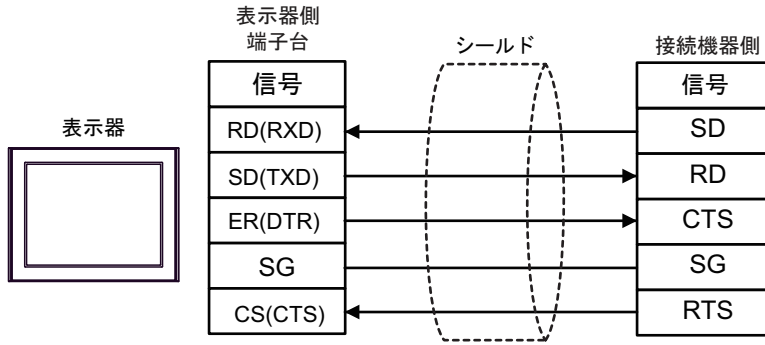 表示器側
端子台
シールド
接続機器側
信号
信号
表示器
RD(RXD)
SD
SD(TXD)
RD
ER(DTR)
CTS
SG
SG
CS(CTS)
RTS